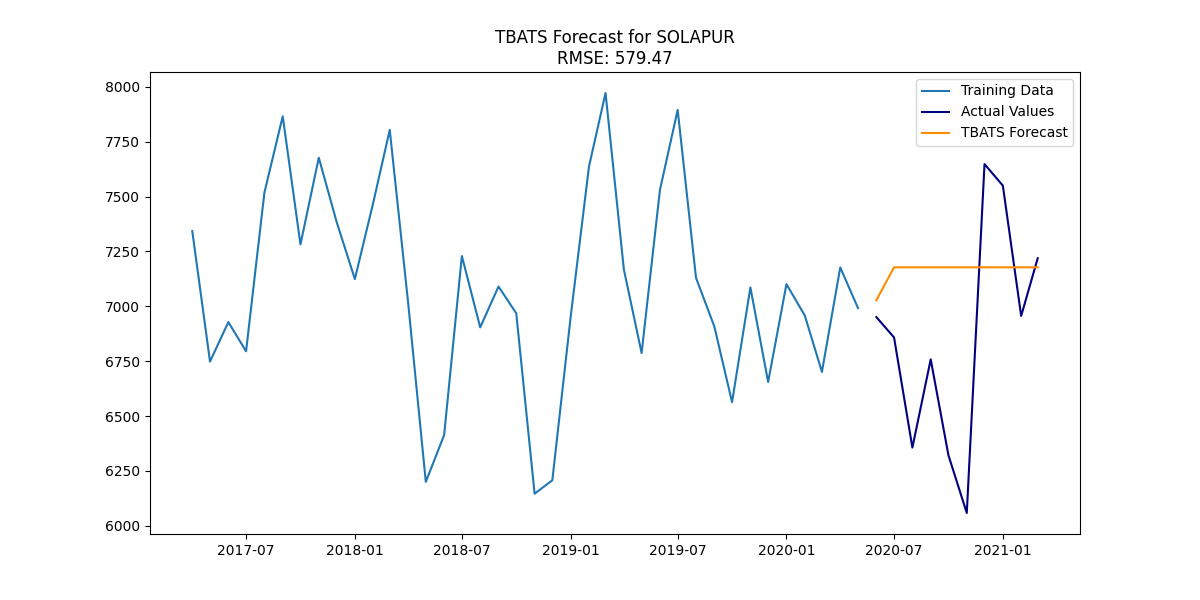 TBATS Forecast for SOLAPUR
RMSE: 579.47
Training Data
Actual Values
TBATS Forecast
8000
7750
7500
7250
7000
6750
6500
6250
6000
2017-07 2018-01 2018-07 2019-01 2019-07 2020-01 2020-07 2021-01